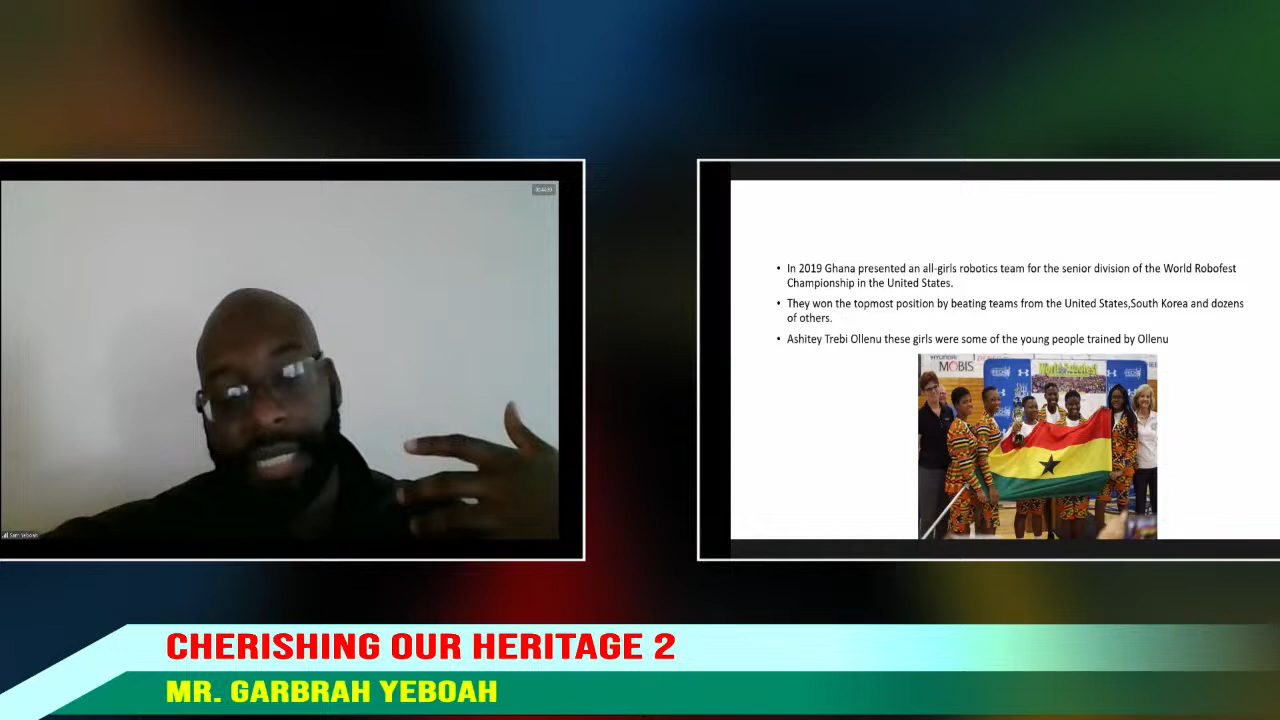 • In 2019 Ghana presented an all-girls robotics team for the senior division of the World Robofest
Championship in the United States.
• They won the topmost position by beating teams from the United States,South Korea and dozens
of others.
• Ashitey Trebi Ollenu these girls were some of the young people trained by Ollenu
HYUNDAI
MOBIS
Sam Yeboah
CHERISHING OUR HERITAGE 2
MR. GARBRAH YEBOAH